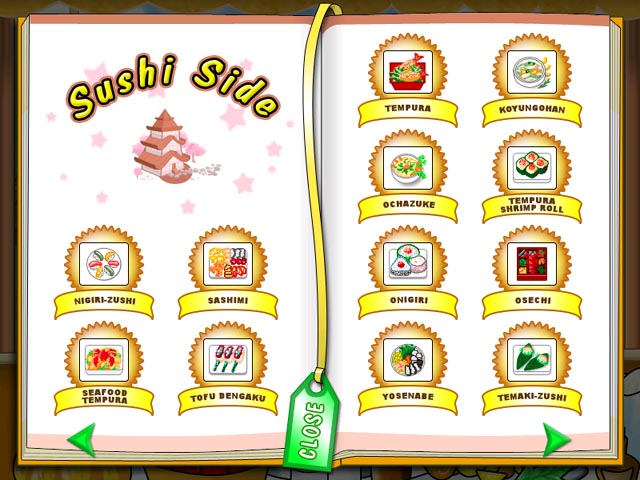 Sushi Side
NIGIRI-ZUSHI
SASHIMI
SEAFOOD
TEMPURA
TOFU DENGAKU
TEMPURA
KOYUNGOHAN
OCHAZUKE
TEMPURA
SHRIMP ROLL
ONIGIRI
OSECHI
YOSENABE
TEMAKI-ZUSHI
CLOSE